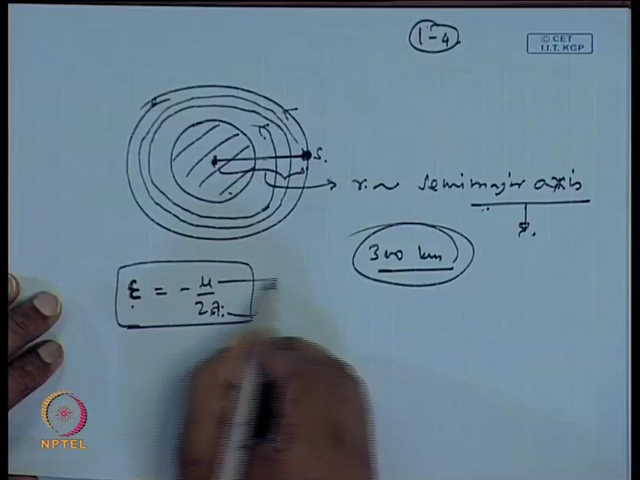 1-4
© CET
I.I.T. KGP
S.
r ~ semimajor axis
300 km
ε = - μ / 2a
NPTEL